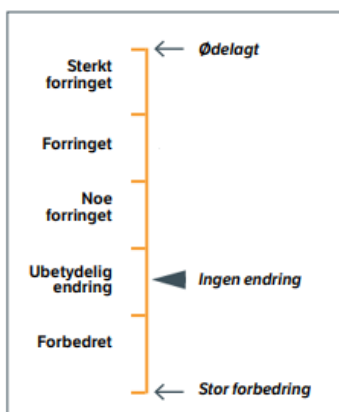 Ødelagt
Sterkt
forringet
Forringet
Noe
forringet
Ubetydelig
endring
Ingen endring
Forbedret
Stor forbedring